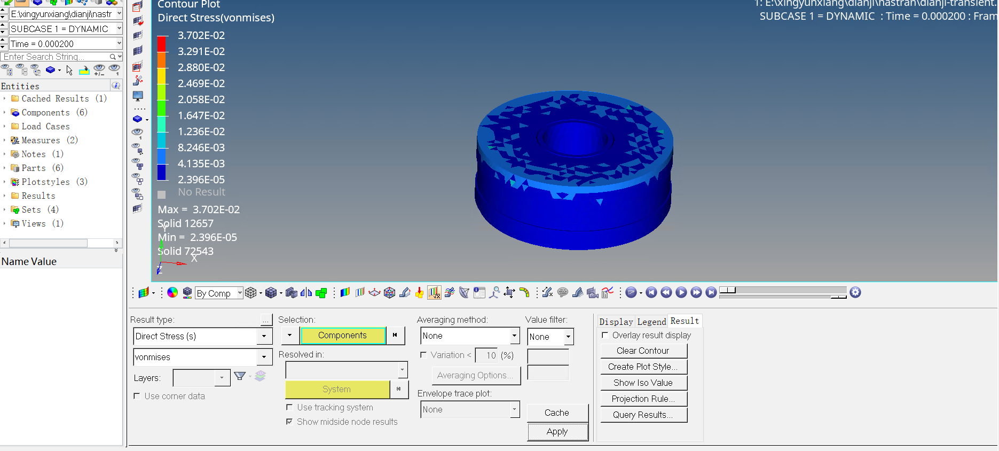 E:\xingyunxiang\dianji\nastr
SUBCASE 1 = DYNAMIC
Time = 0.000200
Enter Search String...
Entities
Cached Results (1)
Components (6)
Load Cases
Measures (2)
Notes (1)
Parts (6)
Plotstyles (3)
Results
Sets (4)
Views (1)
Name Value
Contour Plot
Direct Stress(vonmises)
3.702E-02
3.291E-02
2.880E-02
2.469E-02
2.058E-02
1.647E-02
1.236E-02
8.246E-03
4.135E-03
2.396E-05
No Result
Max = 3.702E-02
Solid 12657
Min = 2.396E-05
Solid 72543
Y
X
Z
1: E:\xingyunxiang\dianji\nastran\dianji-transient.
SUBCASE 1 = DYNAMIC : Time = 0.000200 : Fram
By Comp
Result type:
...
Direct Stress (s)
vonmises
Layers:
Use corner data
Selection:
Components
Resolved in:
System
Use tracking system
Show midside node results
Averaging method:
None
Variation < 10 (%)
Averaging Options...
Envelope trace plot:
None
Value filter:
None
Cache
Apply
Display Legend Result
Overlay result display
Clear Contour
Create Plot Style...
Show Iso Value
Projection Rule...
Query Results...